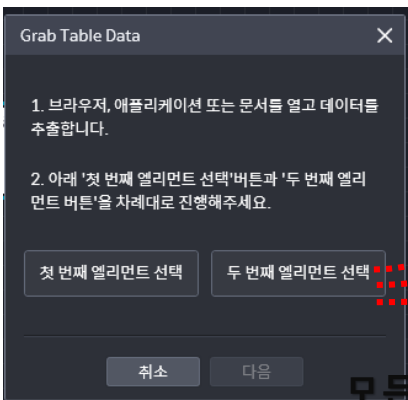 Grab Table Data
1. 브라우저, 애플리케이션 또는 문서를 열고 데이터를
추출합니다.
2. 아래 '첫 번째 엘리먼트 선택'버튼과 '두 번째 엘리
먼트 버튼'을 차례대로 진행해주세요.
첫 번째 엘리먼트 선택 두 번째 엘리먼트 선택
취소 다음